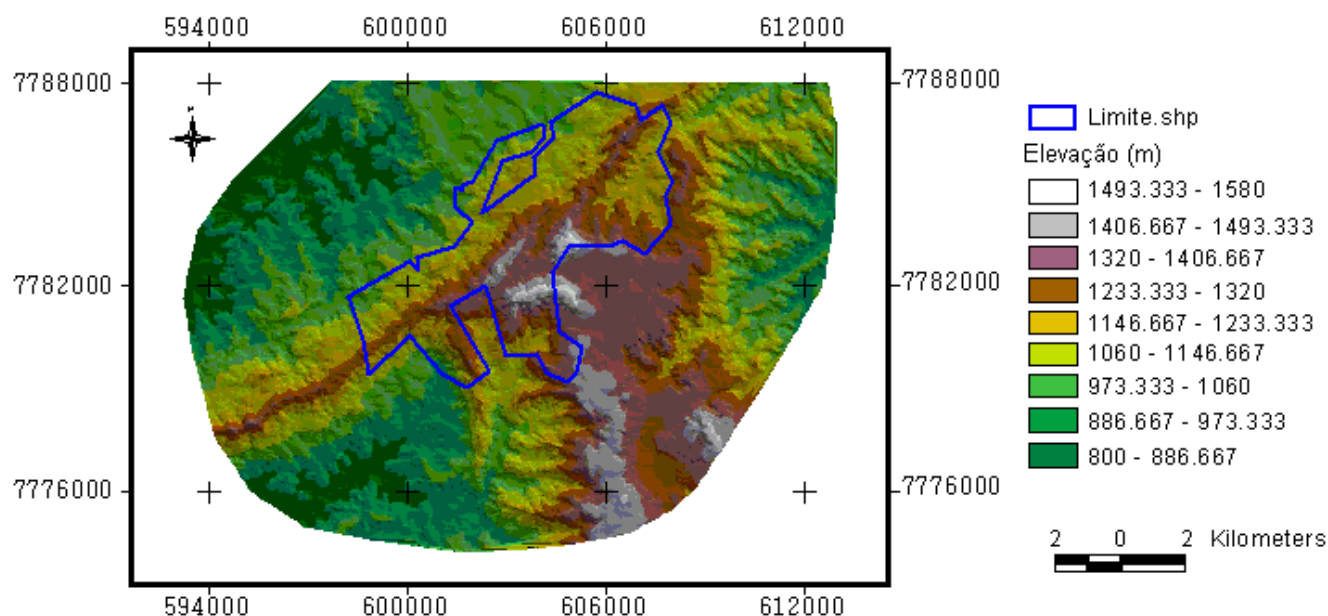 594000 600000 606000 612000
7788000 7788000
Limite.shp
Elevação (m)
1493.333 - 1580
1406.667 - 1493.333
1320 - 1406.667
7782000 7782000
1233.333 - 1320
1146.667 - 1233.333
1060 - 1146.667
973.333 - 1060
886.667 - 973.333
800 - 886.667
7776000 7776000
2 0 2 Kilometers
594000 600000 606000 612000